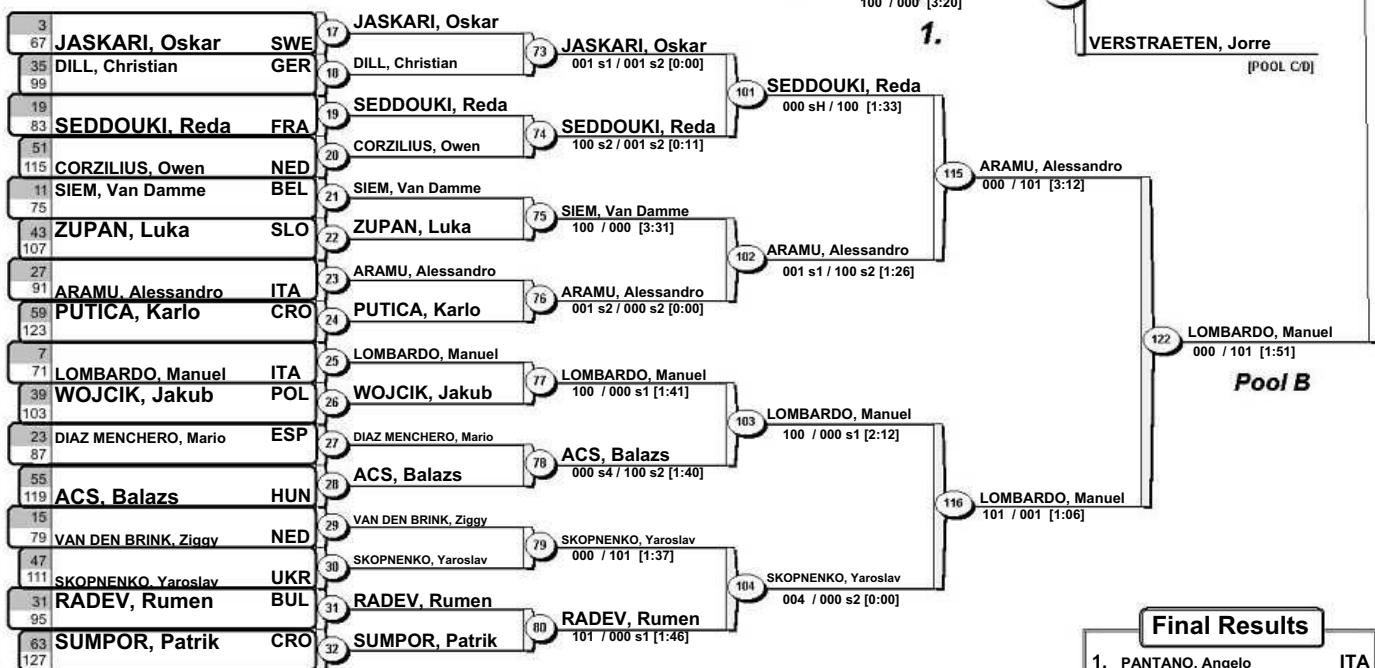 100 / 000 [3:20]
1.
VERSTRAETEN, Jorre
[POOL C/D]
3
67 JASKARI, Oskar SWE
35 DILL, Christian GER
99
19
83 SEDDOUKI, Reda FRA
51
115 CORZILIUS, Owen NED
11 SIEM, Van Damme BEL
75
43 ZUPAN, Luka SLO
107
27
91 ARAMU, Alessandro ITA
59 PUTICA, Karlo CRO
123
7
71 LOMBARDO, Manuel ITA
39 WOJCIK, Jakub POL
103
23 DIAZ MENCHERO, Mario ESP
87
55
119 ACS, Balazs HUN
15
79 VAN DEN BRINK, Ziggy NED
47
111 SKOPNENKO, Yaroslav UKR
31 RADEV, Rumen BUL
95
63 SUMPOR, Patrik CRO
127
17 JASKARI, Oskar
18 DILL, Christian
19 SEDDOUKI, Reda
20 CORZILIUS, Owen
21 SIEM, Van Damme
22 ZUPAN, Luka
23 ARAMU, Alessandro
24 PUTICA, Karlo
25 LOMBARDO, Manuel
26 WOJCIK, Jakub
27 DIAZ MENCHERO, Mario
28 ACS, Balazs
29 VAN DEN BRINK, Ziggy
30 SKOPNENKO, Yaroslav
31 RADEV, Rumen
32 SUMPOR, Patrik
73 JASKARI, Oskar
001 s1 / 001 s2 [0:00]
74 SEDDOUKI, Reda
100 s2 / 001 s2 [0:11]
75 SIEM, Van Damme
100 / 000 [3:31]
76 ARAMU, Alessandro
001 s2 / 000 s2 [0:00]
77 LOMBARDO, Manuel
100 / 000 s1 [1:41]
78 ACS, Balazs
000 s4 / 100 s2 [1:40]
79 SKOPNENKO, Yaroslav
000 / 101 [1:37]
80 RADEV, Rumen
101 / 000 s1 [1:46]
101 SEDDOUKI, Reda
000 sH / 100 [1:33]
102 ARAMU, Alessandro
001 s1 / 100 s2 [1:26]
103 LOMBARDO, Manuel
100 / 000 s1 [2:12]
104 SKOPNENKO, Yaroslav
004 / 000 s2 [0:00]
115 ARAMU, Alessandro
000 / 101 [3:12]
116 LOMBARDO, Manuel
101 / 001 [1:06]
122 LOMBARDO, Manuel
000 / 101 [1:51]
Pool B
Final Results
1. PANTANO, Angelo ITA